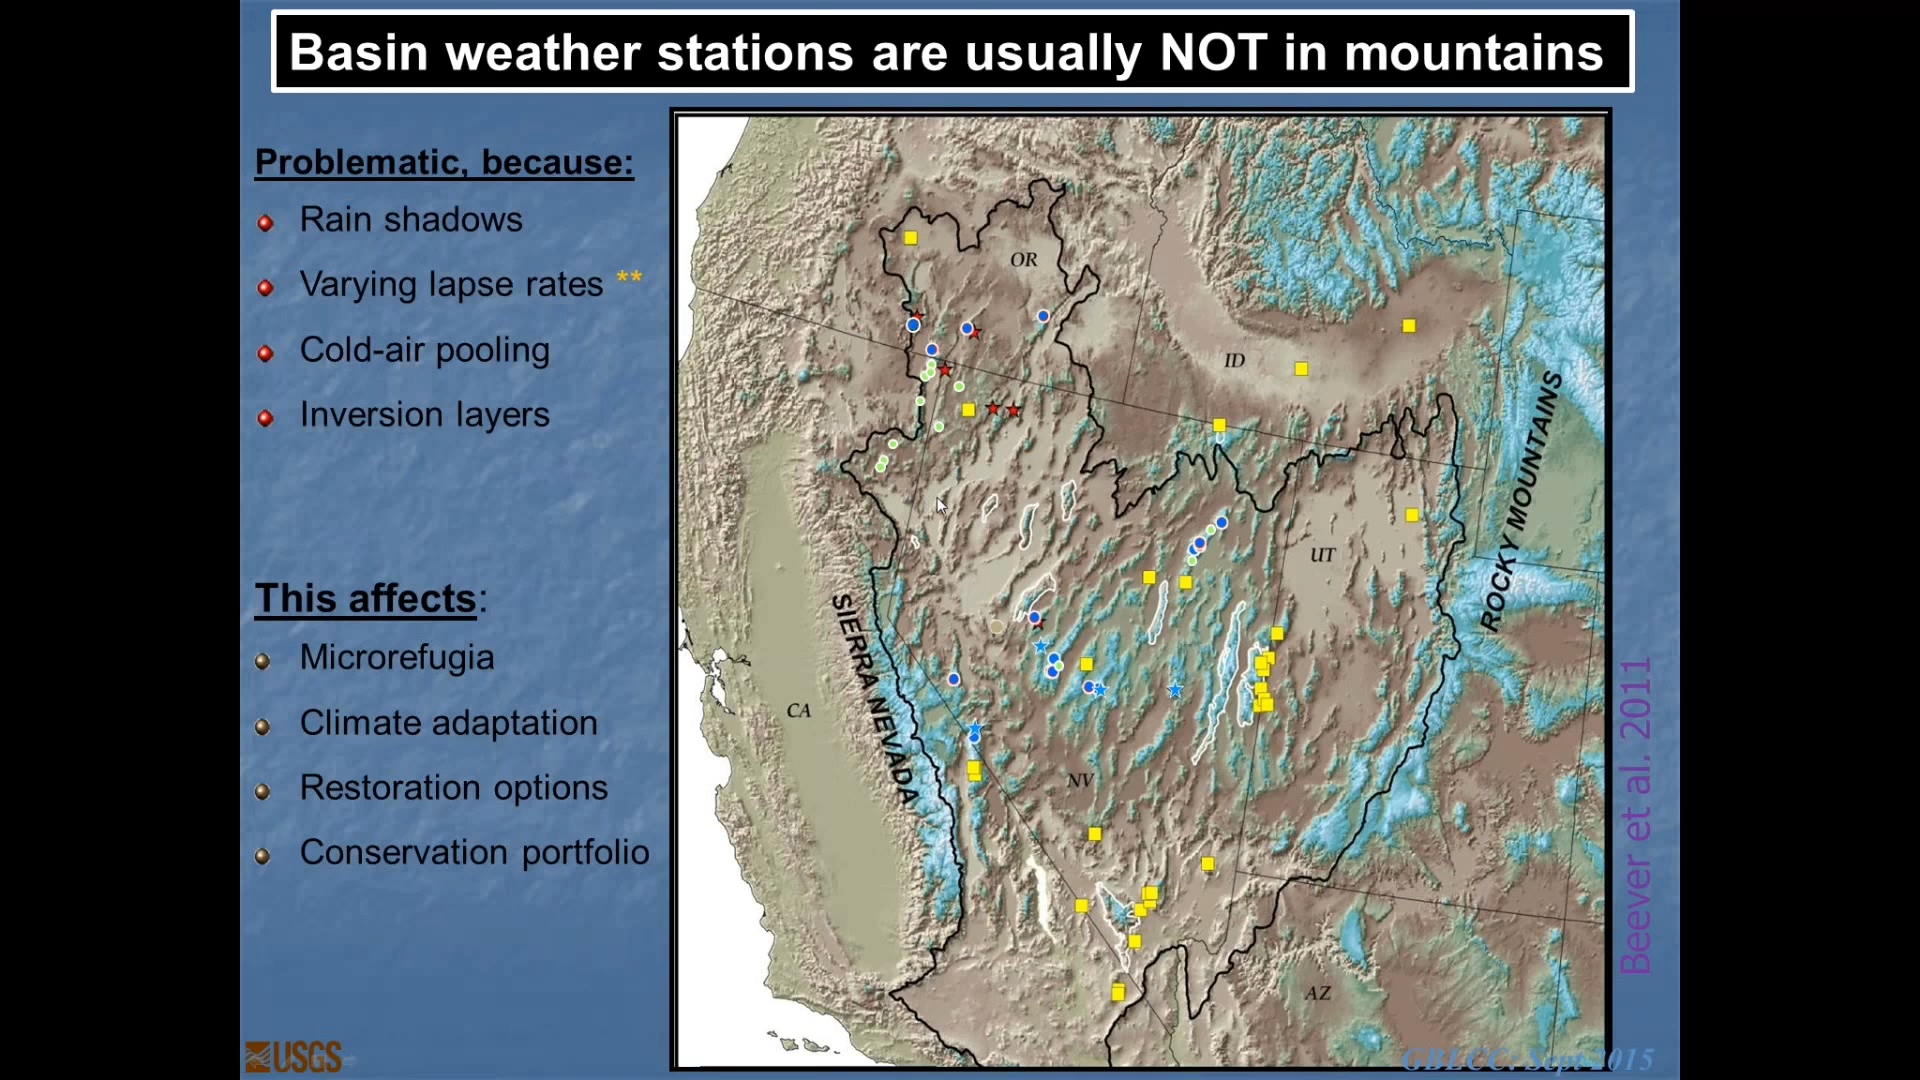 Basin weather stations are usually NOT in mountains
Problematic, because:
Rain shadows
Varying lapse rates **
Cold-air pooling
Inversion layers
This affects:
Microrefugia
Climate adaptation
Restoration options
Conservation portfolio
OR
ID
UT
ROCKY MOUNTAINS
SIERRA NEVADA
CA
NV
AZ
Beever et al. 2011
USGS
GBLCC: Sept 2015